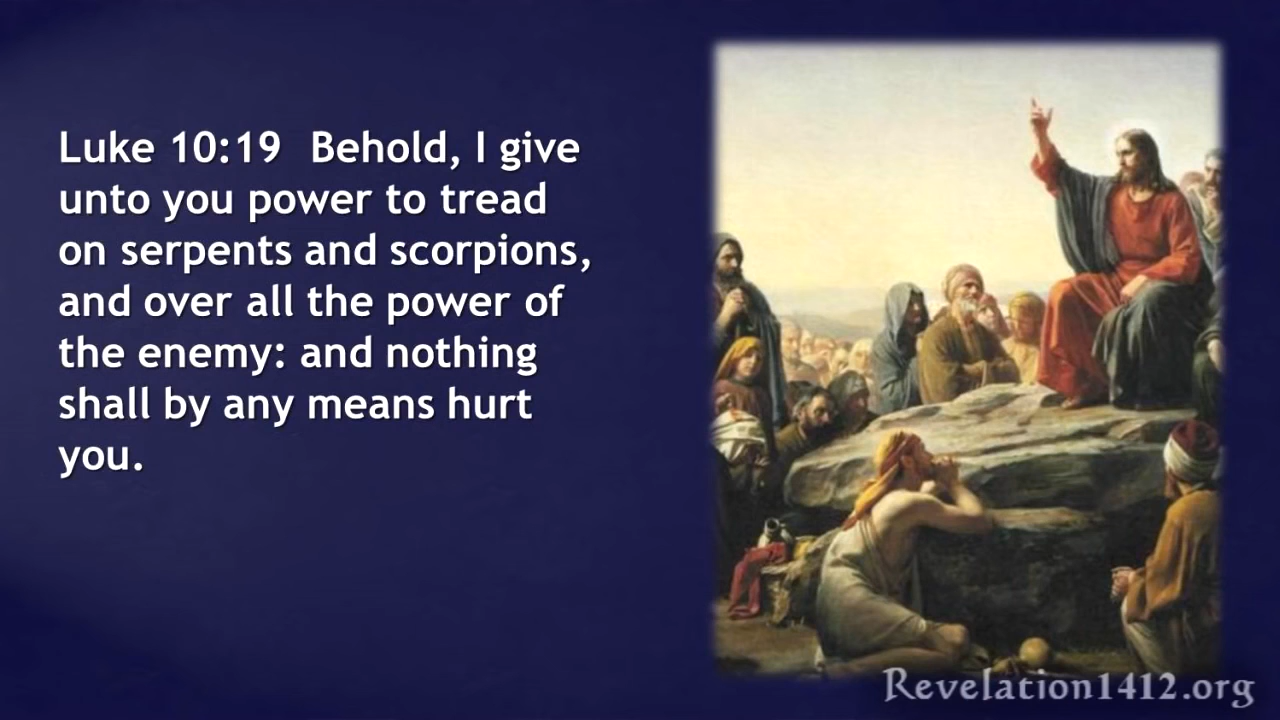 Luke 10:19  Behold, I give
unto you power to tread
on serpents and scorpions,
and over all the power of
the enemy: and nothing
shall by any means hurt
you.
Revelation1412.org